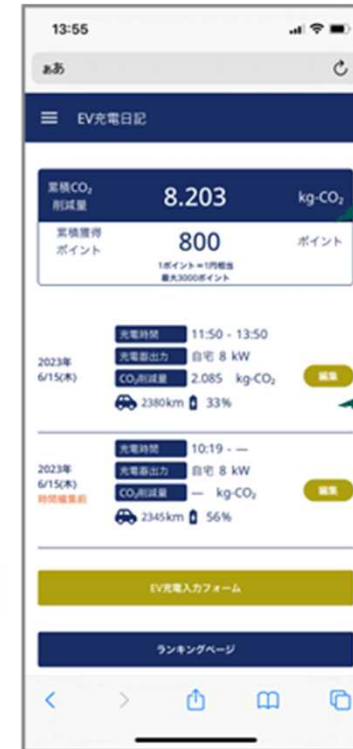 13:55
ぁあ
EV充電日記
累積CO₂
削減量
8.203
kg-CO₂
累積獲得
ポイント
800
ポイント
1ポイント=1円相当
最大3000ポイント
充電時間 11:50 - 13:50
2023年
6/15(木)
充電器出力 自宅 8 kW
CO₂削減量 2.085 kg-CO₂
編集
2380km 33%
充電時間 10:19 - —
2023年
6/15(木)
時間編集前
充電器出力 自宅 8 kW
CO₂削減量 — kg-CO₂
編集
2345km 56%
EV充電入力フォーム
ランキングページ